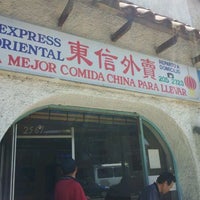 EXPRESS
ORIENTAL
東信外賣
A MEJOR COMIDA CHINA PARA LLEVAR